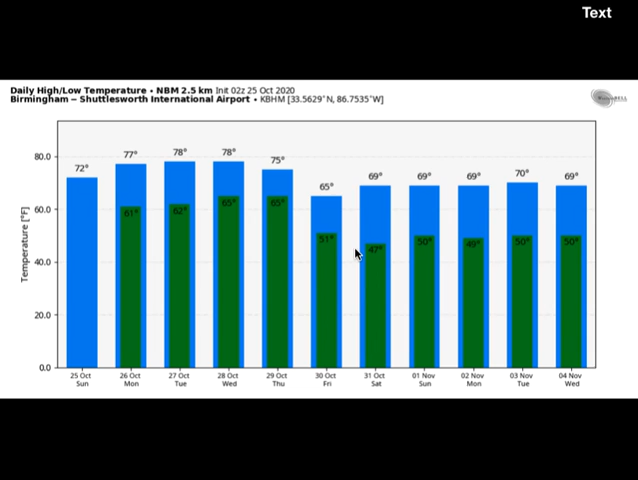 Text
Daily High/Low Temperature • NBM 2.5 km Init 02z 25 Oct 2020
Birmingham – Shuttlesworth International Airport • KBHM [33.5629°N, 86.7535°W]
Temperature [°F]
80.0
60.0
40.0
20.0
0.0
72° 77° 78° 78° 75° 65° 69° 69° 69° 70° 69°
61° 62° 65° 65° 51° 47° 50° 49° 50° 50°
25 Oct 26 Oct 27 Oct 28 Oct 29 Oct 30 Oct 31 Oct 01 Nov 02 Nov 03 Nov 04 Nov
Sun Mon Tue Wed Thu Fri Sat Sun Mon Tue Wed